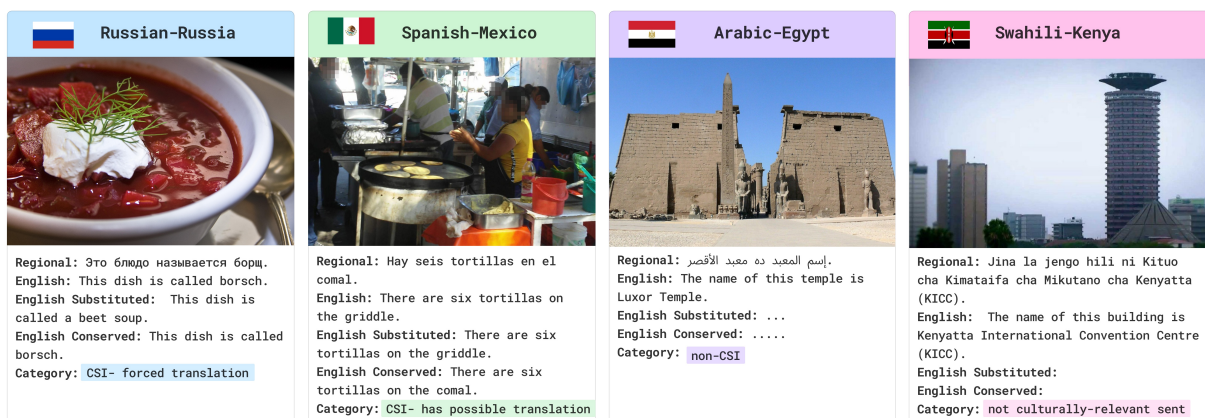 Russian-Russia
Regional: Это блюдо называется борщ.
English: This dish is called borsch.
English Substituted: This dish is
called a beet soup.
English Conserved: This dish is called
borsch.
Category: CSI- forced translation
Spanish-Mexico
Regional: Hay seis tortillas en el
comal.
English: There are six tortillas on
the griddle.
English Substituted: There are six
tortillas on the griddle.
English Conserved: There are six
tortillas on the comal.
Category: CSI- has possible translation
Arabic-Egypt
Regional: إسم المعبد ده معبد الأقصر.
English: The name of this temple is
Luxor Temple.
English Substituted: ...
English Conserved: .....
Category: non-CSI
Swahili-Kenya
Regional: Jina la jengo hili ni Kituo
cha Kimataifa cha Mikutano cha Kenyatta
(KICC).
English: The name of this building is
Kenyatta International Convention Centre
(KICC).
English Substituted:
English Conserved:
Category: not culturally-relevant sent